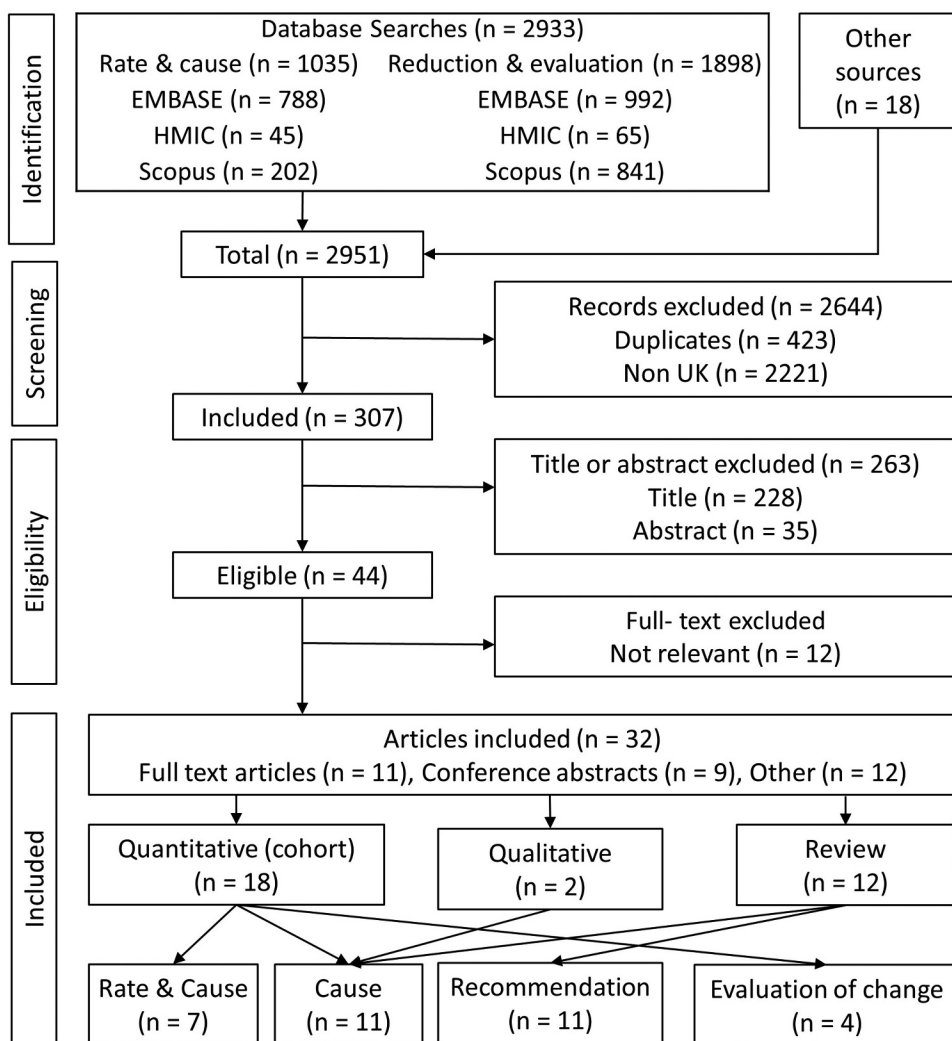 Identification
Database Searches (n = 2933)
Rate & cause (n = 1035)
EMBASE (n = 788)
HMIC (n = 45)
Scopus (n = 202)
Reduction & evaluation (n = 1898)
EMBASE (n = 992)
HMIC (n = 65)
Scopus (n = 841)
Other
sources
(n = 18)
Total (n = 2951)
Screening
Records excluded (n = 2644)
Duplicates (n = 423)
Non UK (n = 2221)
Included (n = 307)
Eligibility
Title or abstract excluded (n = 263)
Title (n = 228)
Abstract (n = 35)
Eligible (n = 44)
Full- text excluded
Not relevant (n = 12)
Included
Articles included (n = 32)
Full text articles (n = 11), Conference abstracts (n = 9), Other (n = 12)
Quantitative (cohort)
(n = 18)
Qualitative
(n = 2)
Review
(n = 12)
Rate & Cause
(n = 7)
Cause
(n = 11)
Recommendation
(n = 11)
Evaluation of change
(n = 4)